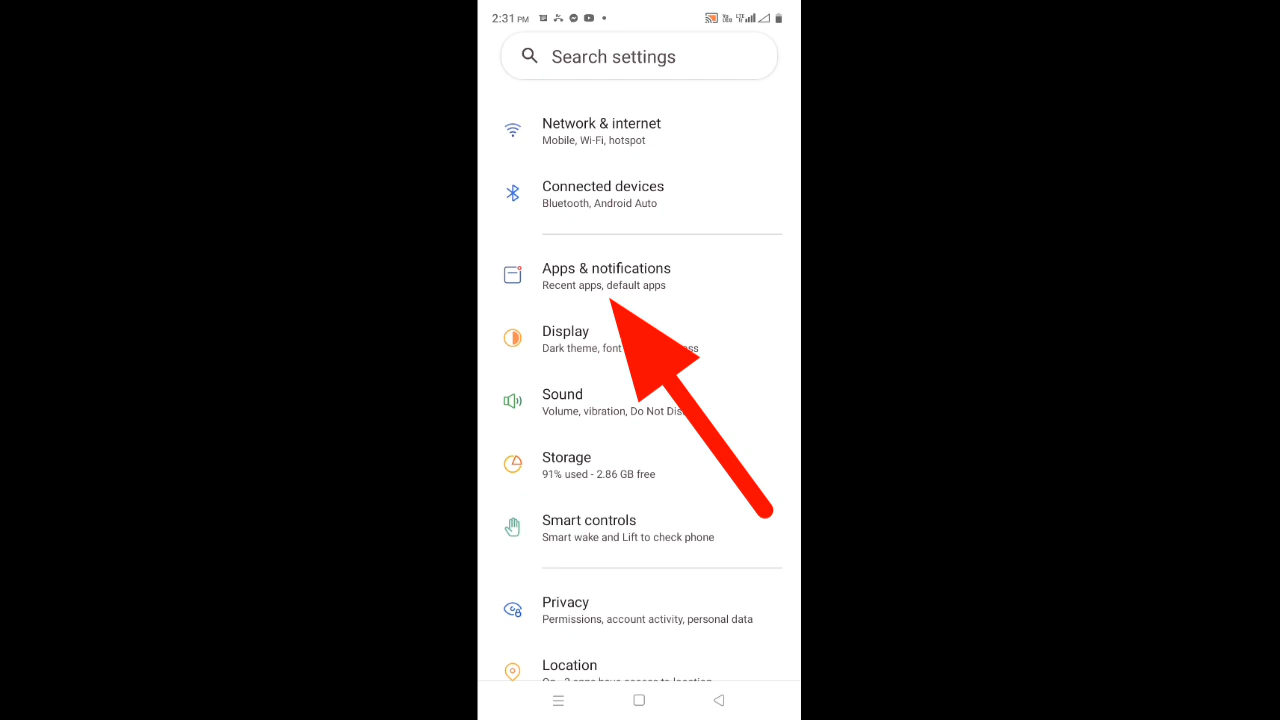 2:31 PM
Search settings
Network & internet
Mobile, Wi-Fi, hotspot
Connected devices
Bluetooth, Android Auto
Apps & notifications
Recent apps, default apps
Display
Dark theme, font
Sound
Volume, vibration, Do Not
Storage
91% used - 2.86 GB free
Smart controls
Smart wake and Lift to check phone
Privacy
Permissions, account activity, personal data
Location